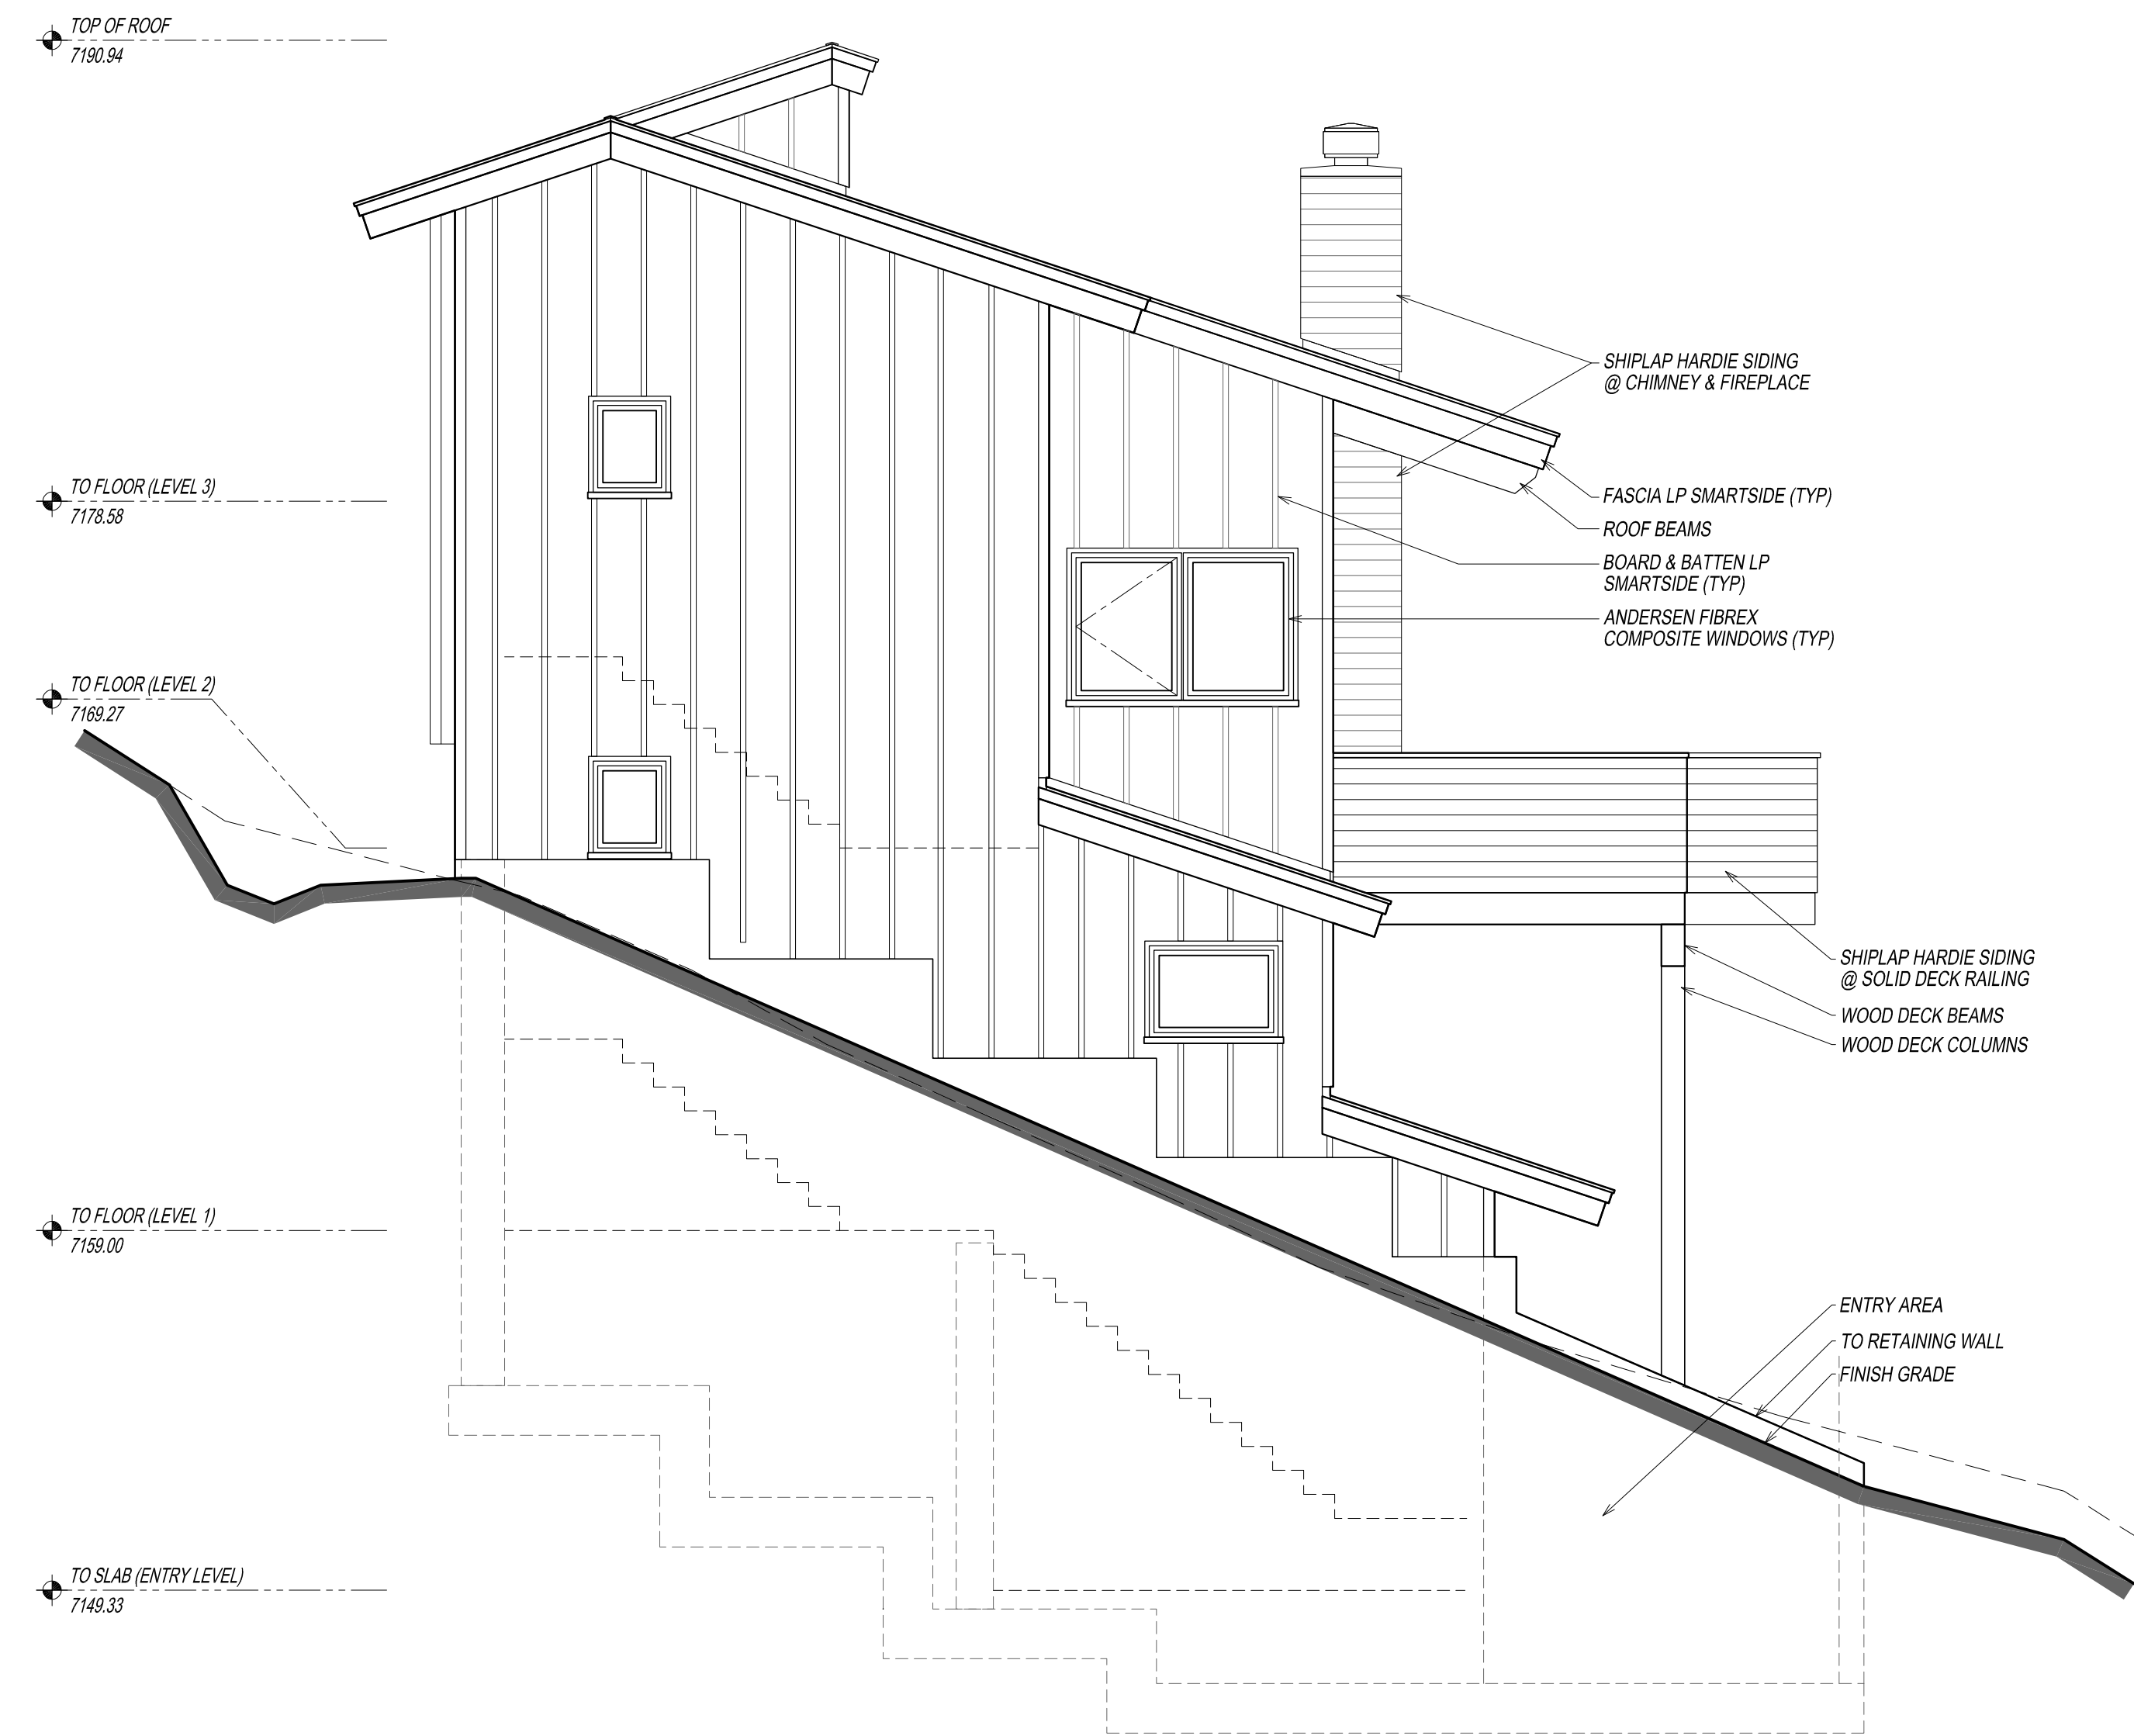 TOP OF ROOF
7190.94
SHIPLAP HARDIE SIDING
@ CHIMNEY & FIREPLACE
TO FLOOR (LEVEL 3)
7178.58
FASCIA LP SMARTSIDE (TYP)
ROOF BEAMS
BOARD & BATTEN LP
SMARTSIDE (TYP)
ANDERSEN FIBREX
COMPOSITE WINDOWS (TYP)
TO FLOOR (LEVEL 2)
7169.27
SHIPLAP HARDIE SIDING
@ SOLID DECK RAILING
WOOD DECK BEAMS
WOOD DECK COLUMNS
TO FLOOR (LEVEL 1)
7159.00
ENTRY AREA
TO RETAINING WALL
FINISH GRADE
TO SLAB (ENTRY LEVEL)
7149.33